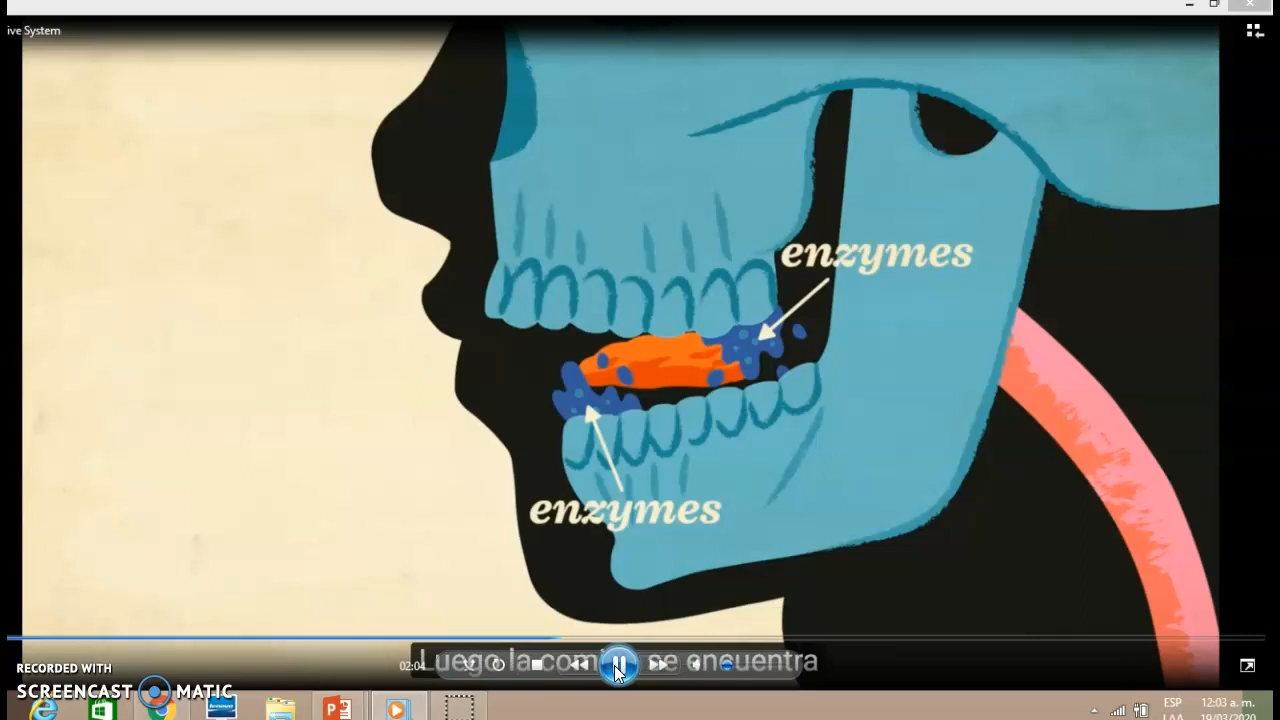 ive System
enzymes
enzymes
02:04
Luego la comida se encuentra
RECORDED WITH
SCREENCAST MATIC
ESP
12:03 a. m.
LAA
19/03/2020